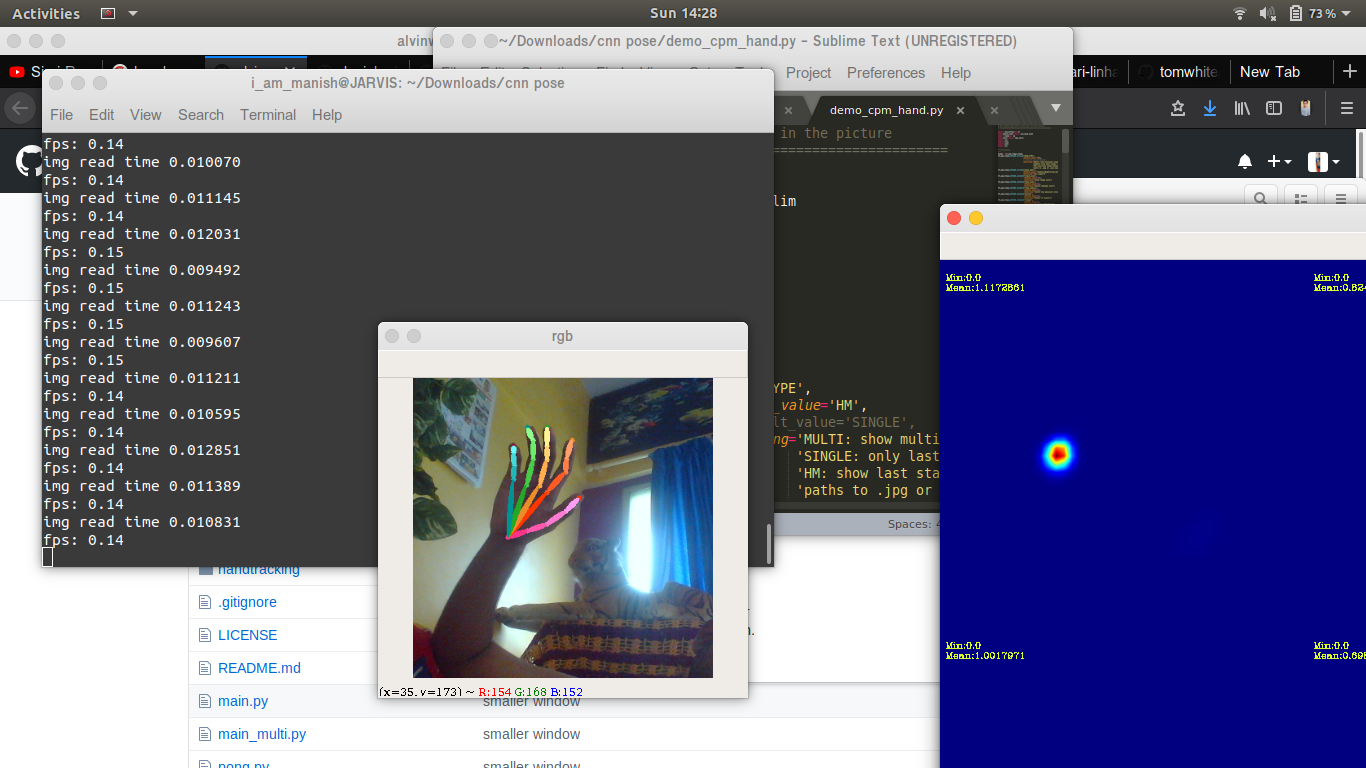 Activities
Sun 14:28
73 %
alvinw
~/Downloads/cnn pose/demo_cpm_hand.py - Sublime Text (UNREGISTERED)
Project Preferences Help
ari-linha
tomwhite
New Tab
i_am_manish@JARVIS: ~/Downloads/cnn pose
File Edit View Search Terminal Help
demo_cpm_hand.py
fps: 0.14
img read time 0.010070
fps: 0.14
img read time 0.011145
fps: 0.14
img read time 0.012031
fps: 0.15
img read time 0.009492
fps: 0.15
img read time 0.011243
fps: 0.15
img read time 0.009607
fps: 0.15
img read time 0.011211
fps: 0.14
img read time 0.010595
fps: 0.14
img read time 0.012851
fps: 0.14
img read time 0.011389
fps: 0.14
img read time 0.010831
fps: 0.14
in the picture
=====================
lim
YPE',
_value='HM',
lt_value='SINGLE',
ng='MULTI: show multi
'SINGLE: only last
'HM: show last sta
'paths to .jpg or
Spaces: 4
rgb
(x=35, y=173) ~ R:154 G:168 B:152
Min:0.0
Mean:1.1172861
Min:0.0
Mean:0.824
Min:0.0
Mean:1.0017971
Min:0.0
handtracking
.gitignore
LICENSE
README.md
main.py smaller window
main_multi.py smaller window
pong.py smaller window